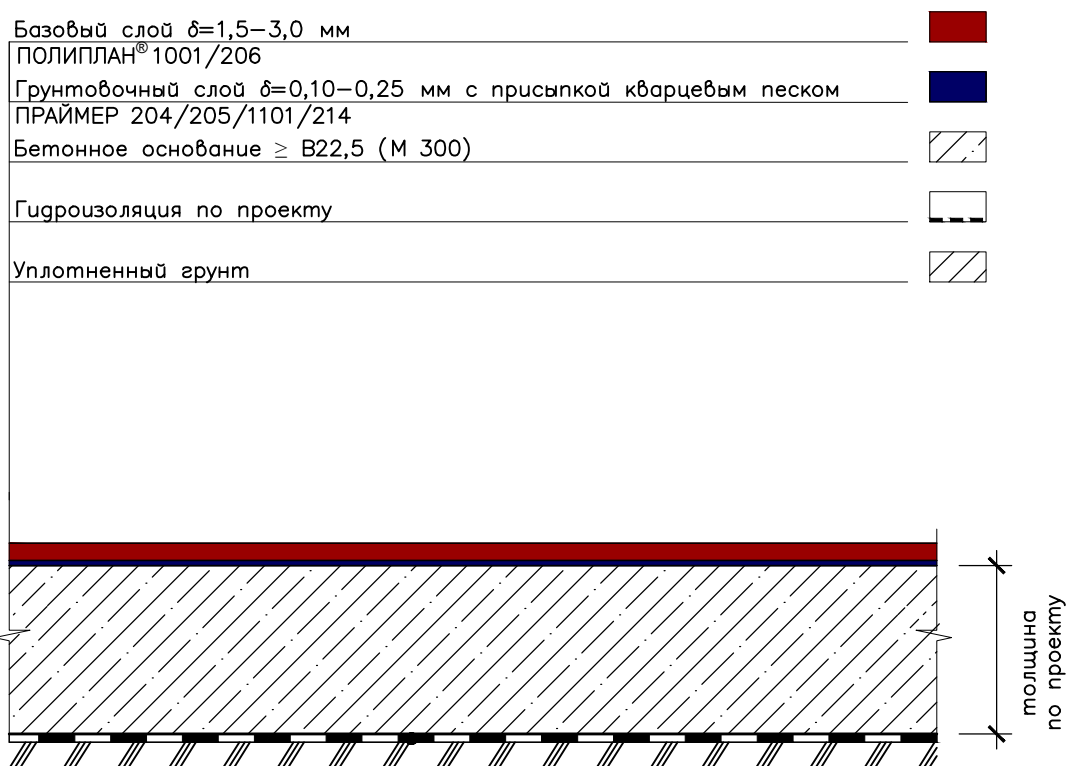 Базовый слой δ=1,5–3,0 мм
ПОЛИПЛАН® 1001/206
Грунтовочный слой δ=0,10–0,25 мм с присыпкой кварцевым песком
ПРАЙМЕР 204/205/1101/214
Бетонное основание ≥ B22,5 (М 300)
Гидроизоляция по проекту
Уплотненный грунт
толщина
по проекту